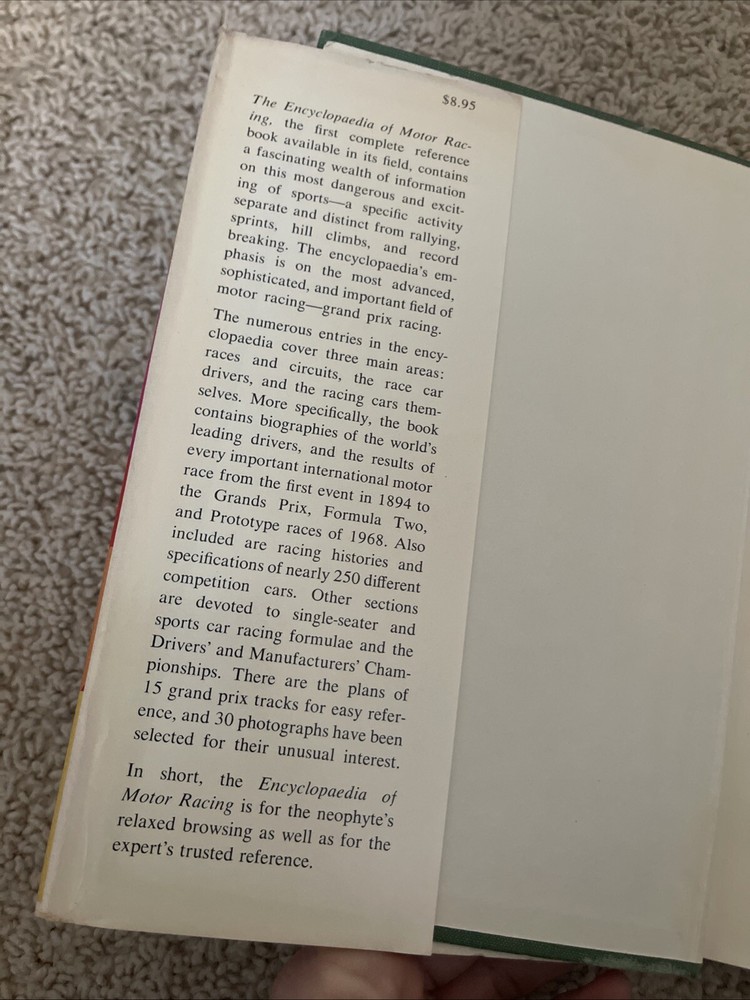 $8.95
The Encyclopaedia of Motor Rac-
ing, the first complete reference
book available in its field, contains
a fascinating wealth of information
on this most dangerous and excit-
ing of sports—a specific activity
separate and distinct from rallying,
sprints, hill climbs, and record
breaking. The encyclopaedia's em-
phasis is on the most advanced,
sophisticated, and important field of
motor racing—grand prix racing.
The numerous entries in the ency-
clopaedia cover three main areas:
races and circuits, the race car
drivers, and the racing cars them-
selves. More specifically, the book
contains biographies of the world's
leading drivers, and the results of
every important international motor
race from the first event in 1894 to
the Grands Prix, Formula Two,
and Prototype races of 1968. Also
included are racing histories and
specifications of nearly 250 different
competition cars. Other sections
are devoted to single-seater and
sports car racing formulae and the
Drivers' and Manufacturers' Cham-
pionships. There are the plans of
15 grand prix tracks for easy refer-
ence, and 30 photographs have been
selected for their unusual interest.
In short, the Encyclopaedia of
Motor Racing is for the neophyte's
relaxed browsing as well as for the
expert's trusted reference.